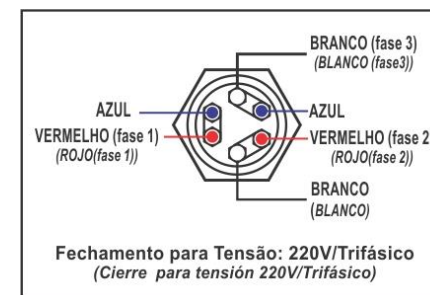 BRANCO (fase 3)
(BLANCO (fase3))
AZUL
AZUL
VERMELHO (fase 1)
(ROJO(fase 1))
VERMELHO (fase 2
(ROJO(fase 2))
BRANCO
(BLANCO)
Fechamento para Tensão: 220V/Trifásico
(Cierre para tensión 220V/Trifásico)